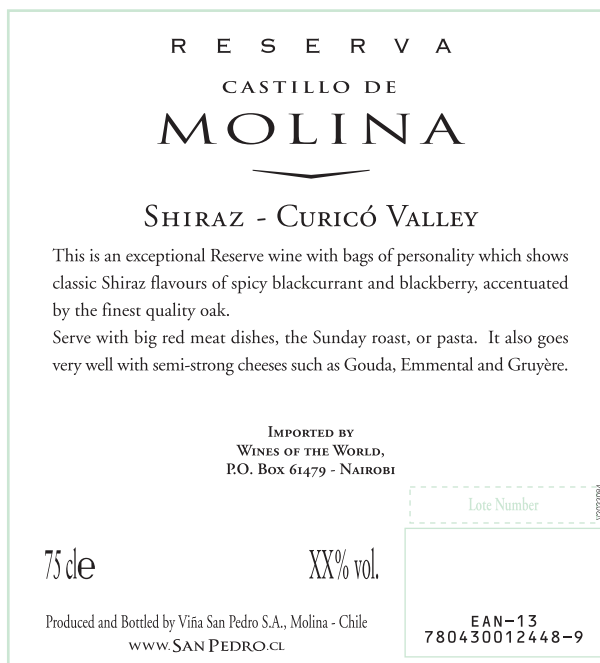 RESERVA
CASTILLO DE
MOLINA
SHIRAZ - CURICÓ VALLEY
This is an exceptional Reserve wine with bags of personality which shows
classic Shiraz flavours of spicy blackcurrant and blackberry, accentuated
by the finest quality oak.
Serve with big red meat dishes, the Sunday roast, or pasta. It also goes
very well with semi-strong cheeses such as Gouda, Emmental and Gruyère.
IMPORTED BY
WINES OF THE WORLD,
P.O. BOX 61479 - NAIROBI
Lote Number
75 cl e
XX% vol.
Produced and Bottled by Viña San Pedro S.A., Molina - Chile
WWW.SANPEDRO.CL
EAN-13
780430012448-9